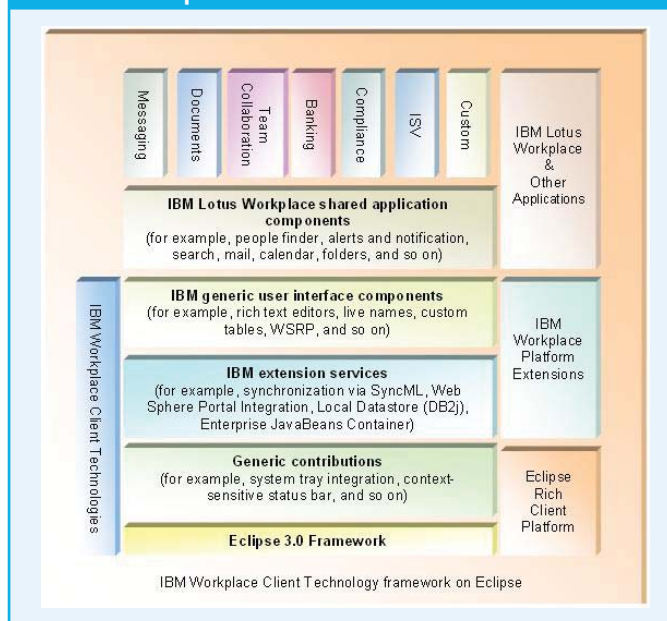 Messaging
Documents
Team
Collaboration
Banking
Compliance
ISV
Custom
IBM Lotus
Workplace
&
Other
Applications
IBM Lotus Workplace shared application
components
(for example, people finder, alerts and notification,
search, mail, calendar, folders, and so on)
IBM Workplace Client Technologies
IBM generic user interface components
(for example, rich text editors, live names, custom
tables, WSRP, and so on)
IBM
Workplace
Platform
Extensions
IBM extension services
(for example, synchronization via SyncML, Web
Sphere Portal Integration, Local Datastore (DB2j),
Enterprise JavaBeans Container)
Generic contributions
(for example, system tray integration, context-
sensitive status bar, and so on)
Eclipse
Rich
Client
Platform
Eclipse 3.0 Framework
IBM Workplace Client Technology framework on Eclipse